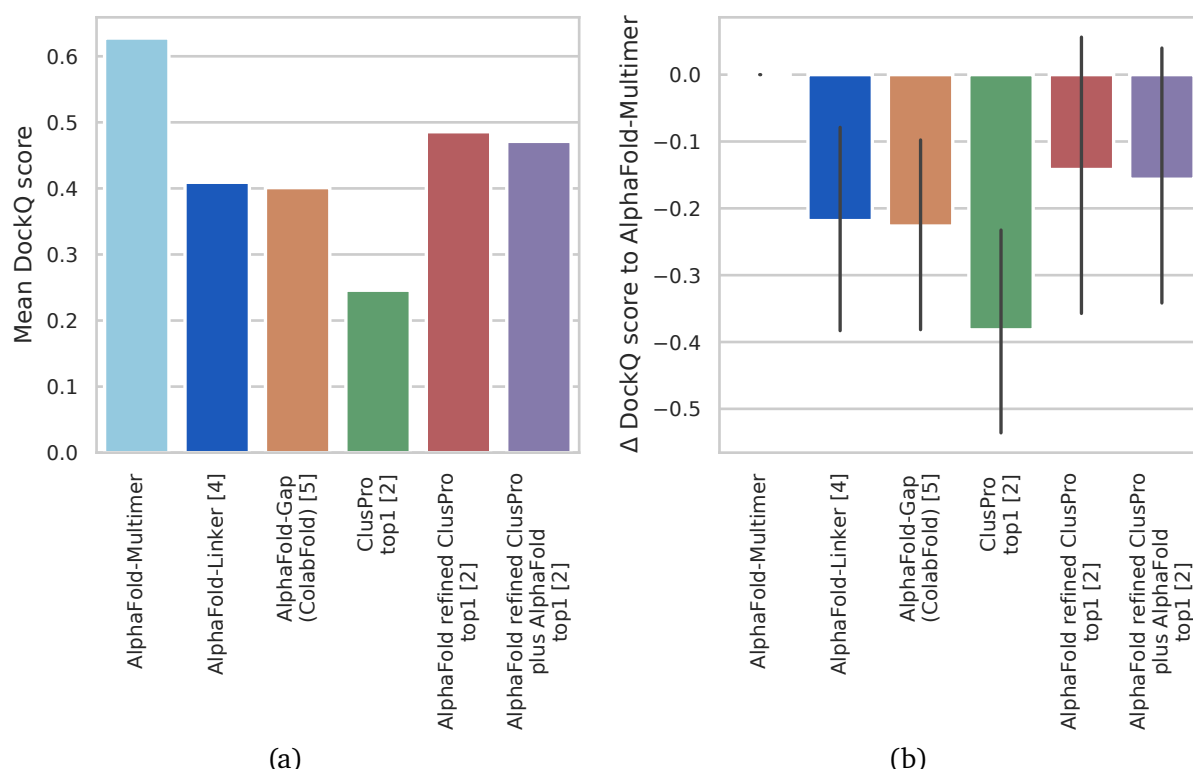 Mean DockQ score
0.6
0.5
0.4
0.3
0.2
0.1
0.0
AlphaFold-Multimer
AlphaFold-Linker [4]
AlphaFold-Gap
(ColabFold) [5]
ClusPro
top1 [2]
AlphaFold refined ClusPro
top1 [2]
AlphaFold refined ClusPro
plus AlphaFold
top1 [2]
(a)
Δ DockQ score to AlphaFold-Multimer
0.0
−0.1
−0.2
−0.3
−0.4
−0.5
AlphaFold-Multimer
AlphaFold-Linker [4]
AlphaFold-Gap
(ColabFold) [5]
ClusPro
top1 [2]
AlphaFold refined ClusPro
top1 [2]
AlphaFold refined ClusPro
plus AlphaFold
top1 [2]
(b)